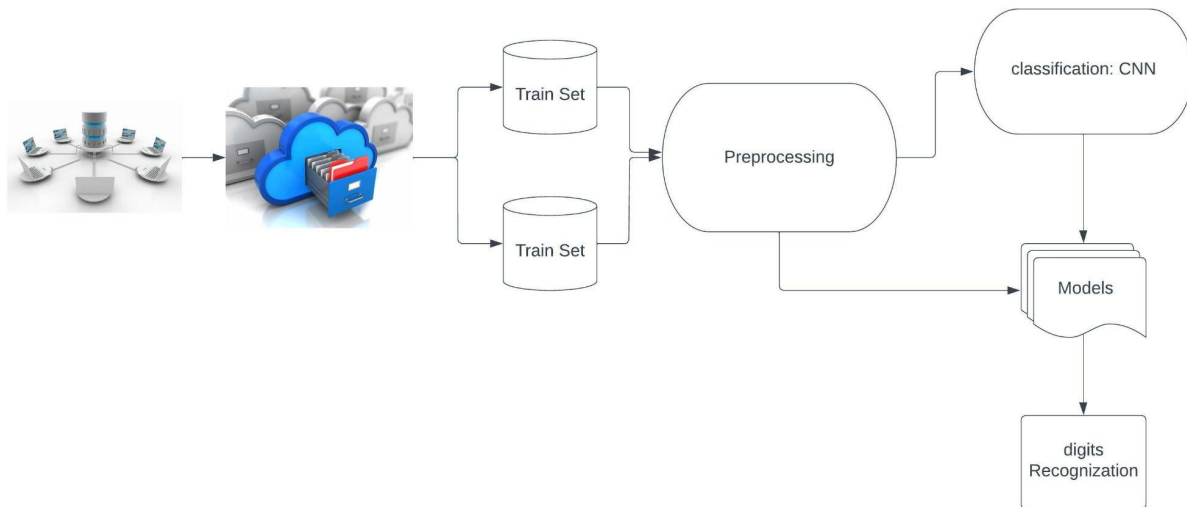 Train Set
Train Set
Preprocessing
classification: CNN
Models
digits
Recognization